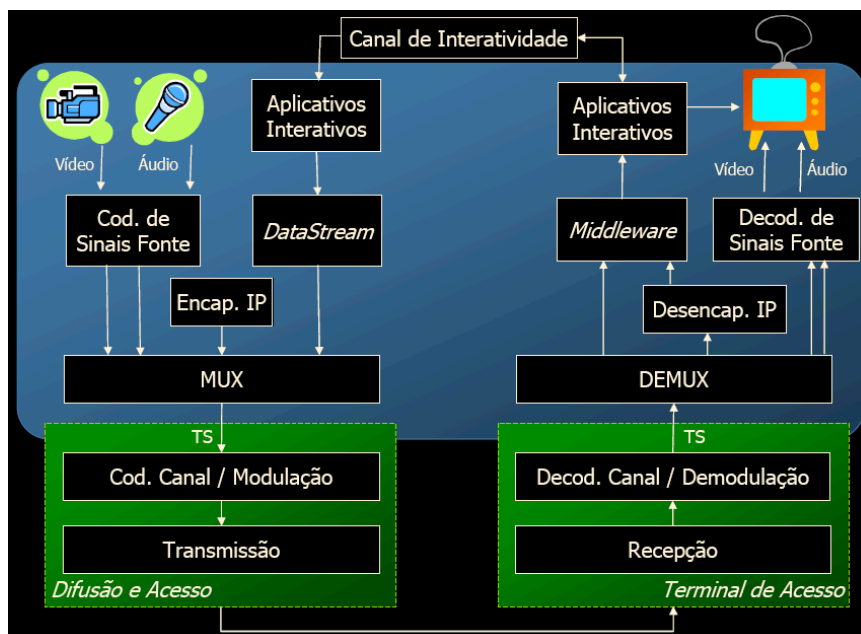 Canal de Interatividade
Aplicativos
Interativos
Aplicativos
Interativos
Vídeo
Áudio
Vídeo
Áudio
Cod. de
Sinais Fonte
DataStream
Middleware
Decod. de
Sinais Fonte
Encap. IP
Desencap. IP
MUX
DEMUX
TS
TS
Cod. Canal / Modulação
Decod. Canal / Demodulação
Transmissão
Recepção
Difusão e Acesso
Terminal de Acesso